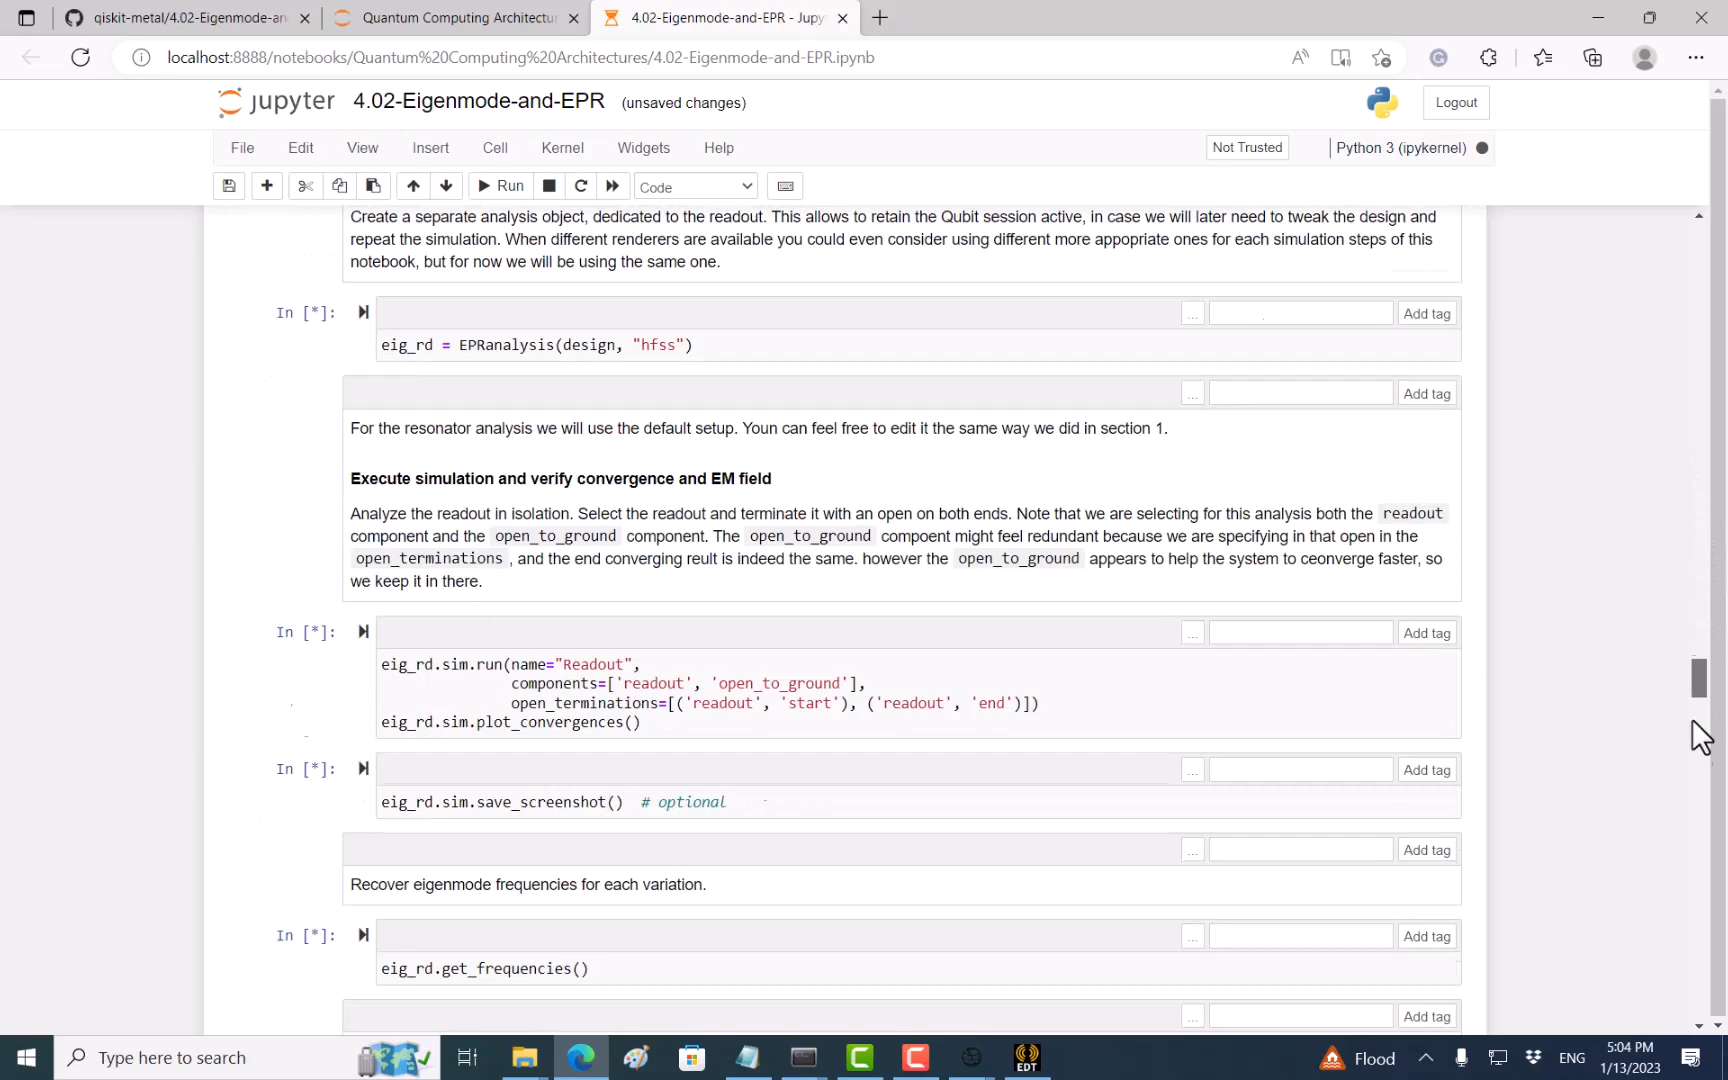 qiskit-metal/4.02-Eigenmode-and
Quantum Computing Architectur
4.02-Eigenmode-and-EPR - Jupyt
localhost:8888/notebooks/Quantum%20Computing%20Architectures/4.02-Eigenmode-and-EPR.ipynb
jupyter 4.02-Eigenmode-and-EPR (unsaved changes)
Logout
File Edit View Insert Cell Kernel Widgets Help
Not Trusted
Python 3 (ipykernel)
Run
Code
Create a separate analysis object, dedicated to the readout. This allows to retain the Qubit session active, in case we will later need to tweak the design and
repeat the simulation. When different renderers are available you could even consider using different more appopriate ones for each simulation steps of this
notebook, but for now we will be using the same one.
In [*]:
... Add tag
eig_rd = EPRanalysis(design, "hfss")
... Add tag
For the resonator analysis we will use the default setup. Youn can feel free to edit it the same way we did in section 1.
Execute simulation and verify convergence and EM field
Analyze the readout in isolation. Select the readout and terminate it with an open on both ends. Note that we are selecting for this analysis both the readout
component and the open_to_ground component. The open_to_ground compoent might feel redundant because we are specifying in that open in the
open_terminations , and the end converging reult is indeed the same. however the open_to_ground appears to help the system to ceonverge faster, so
we keep it in there.
In [*]:
... Add tag
eig_rd.sim.run(name="Readout",
components=['readout', 'open_to_ground'],
open_terminations=[('readout', 'start'), ('readout', 'end')])
eig_rd.sim.plot_convergences()
In [*]:
... Add tag
eig_rd.sim.save_screenshot() # optional
... Add tag
Recover eigenmode frequencies for each variation.
In [*]:
... Add tag
eig_rd.get_frequencies()
... Add tag
Type here to search
EDT
Flood
ENG
5:04 PM
1/13/2023